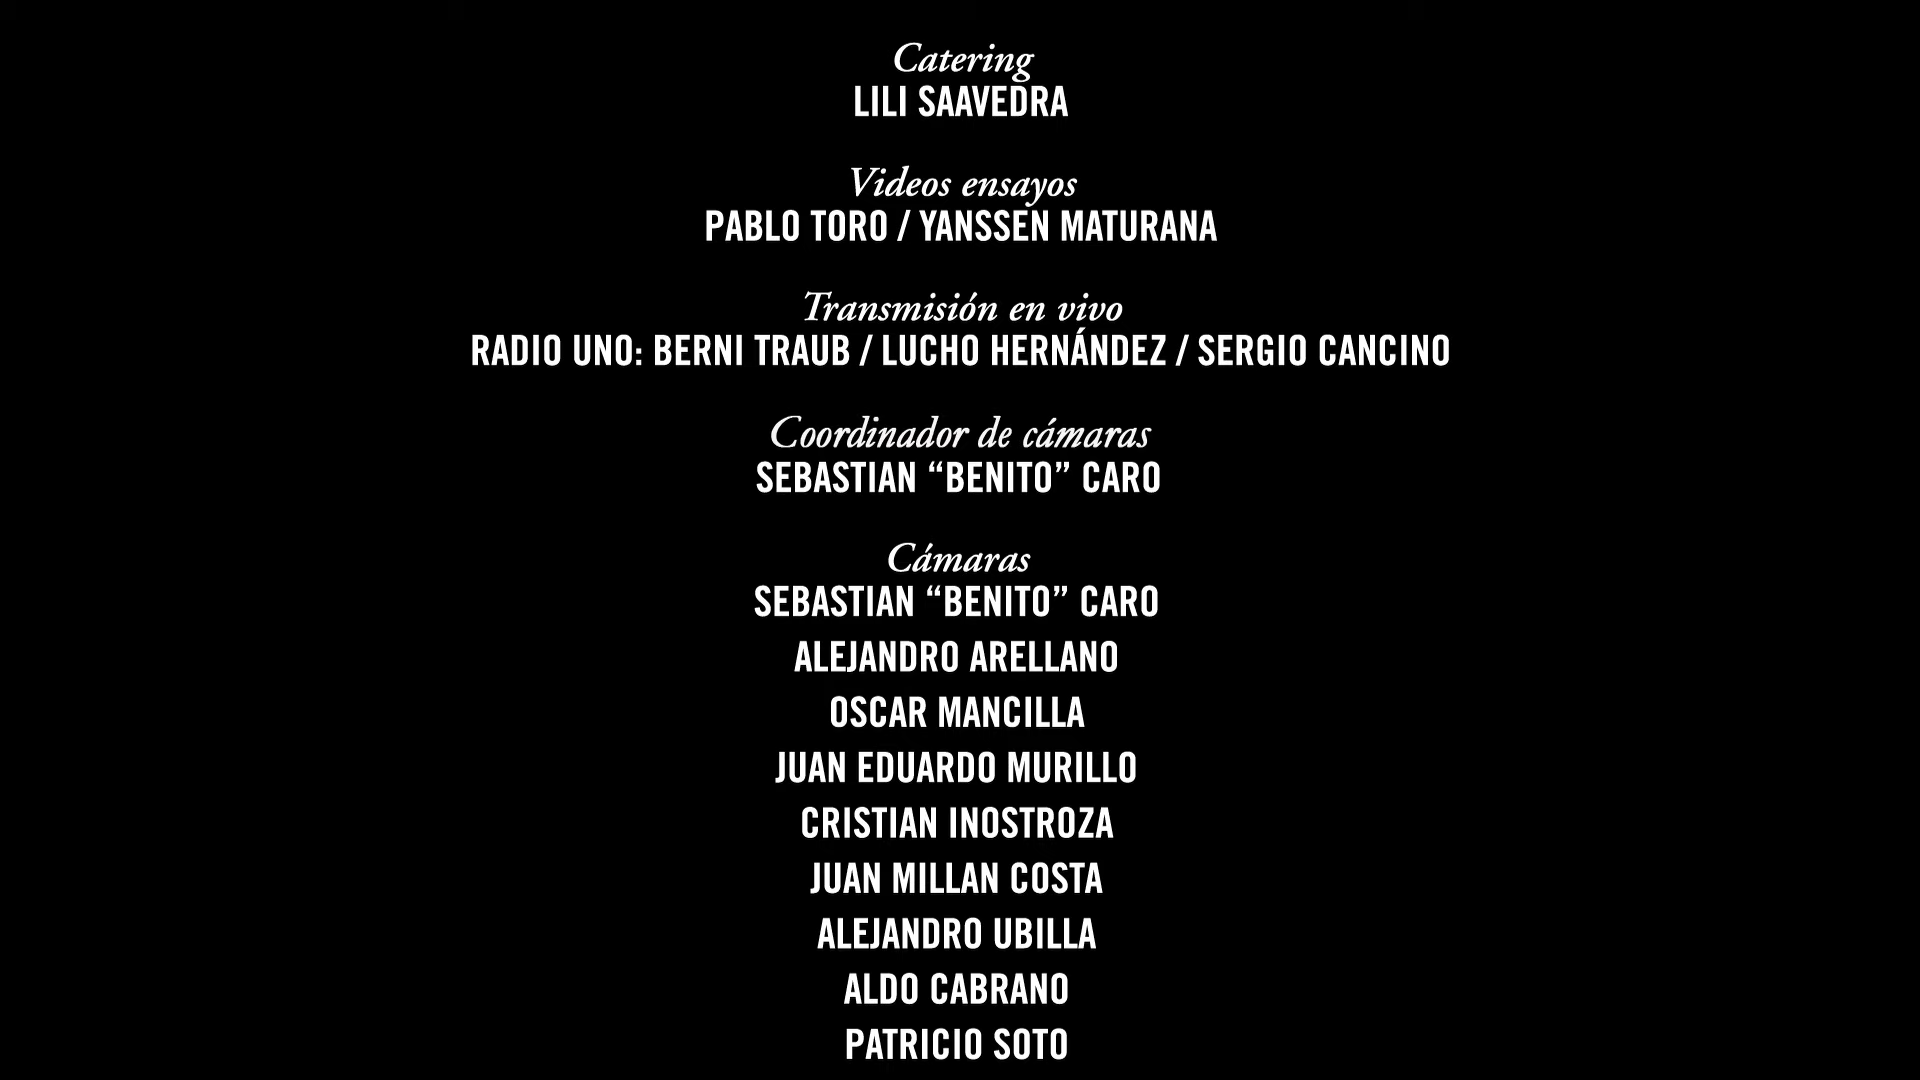 Catering
LILI SAAVEDRA
Videos ensayos
PABLO TORO / YANSSEN MATURANA
Transmisión en vivo
RADIO UNO: BERNI TRAUB / LUCHO HERNÁNDEZ / SERGIO CANCINO
Coordinador de cámaras
SEBASTIAN “BENITO” CARO
Cámaras
SEBASTIAN “BENITO” CARO
ALEJANDRO ARELLANO
OSCAR MANCILLA
JUAN EDUARDO MURILLO
CRISTIAN INOSTROZA
JUAN MILLAN COSTA
ALEJANDRO UBILLA
ALDO CABRANO
PATRICIO SOTO